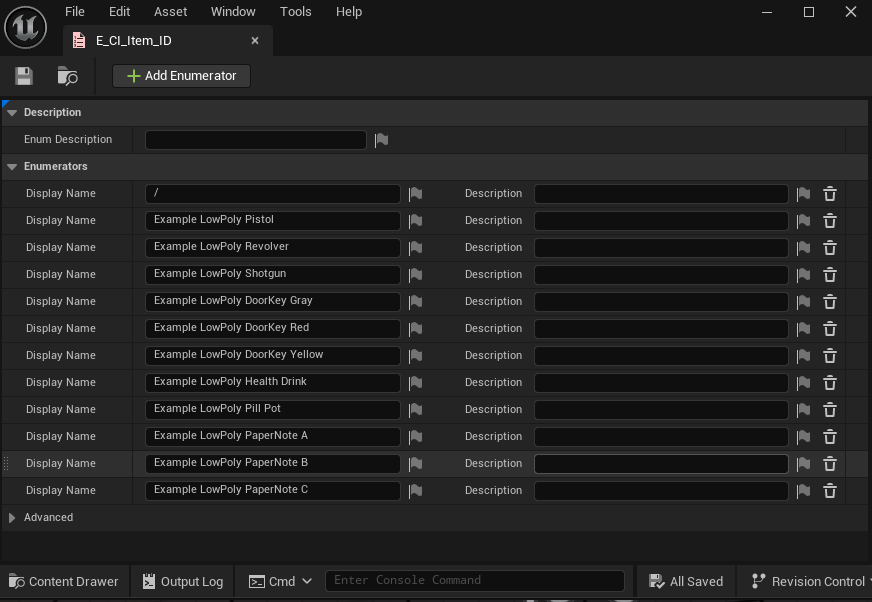 File Edit Asset Window Tools Help
E_CI_Item_ID
Add Enumerator
Description
Enum Description
Enumerators
Display Name / Description
Display Name Example LowPoly Pistol Description
Display Name Example LowPoly Revolver Description
Display Name Example LowPoly Shotgun Description
Display Name Example LowPoly DoorKey Gray Description
Display Name Example LowPoly DoorKey Red Description
Display Name Example LowPoly DoorKey Yellow Description
Display Name Example LowPoly Health Drink Description
Display Name Example LowPoly Pill Pot Description
Display Name Example LowPoly PaperNote A Description
Display Name Example LowPoly PaperNote B Description
Display Name Example LowPoly PaperNote C Description
Advanced
Content Drawer Output Log Cmd Enter Console Command All Saved Revision Control